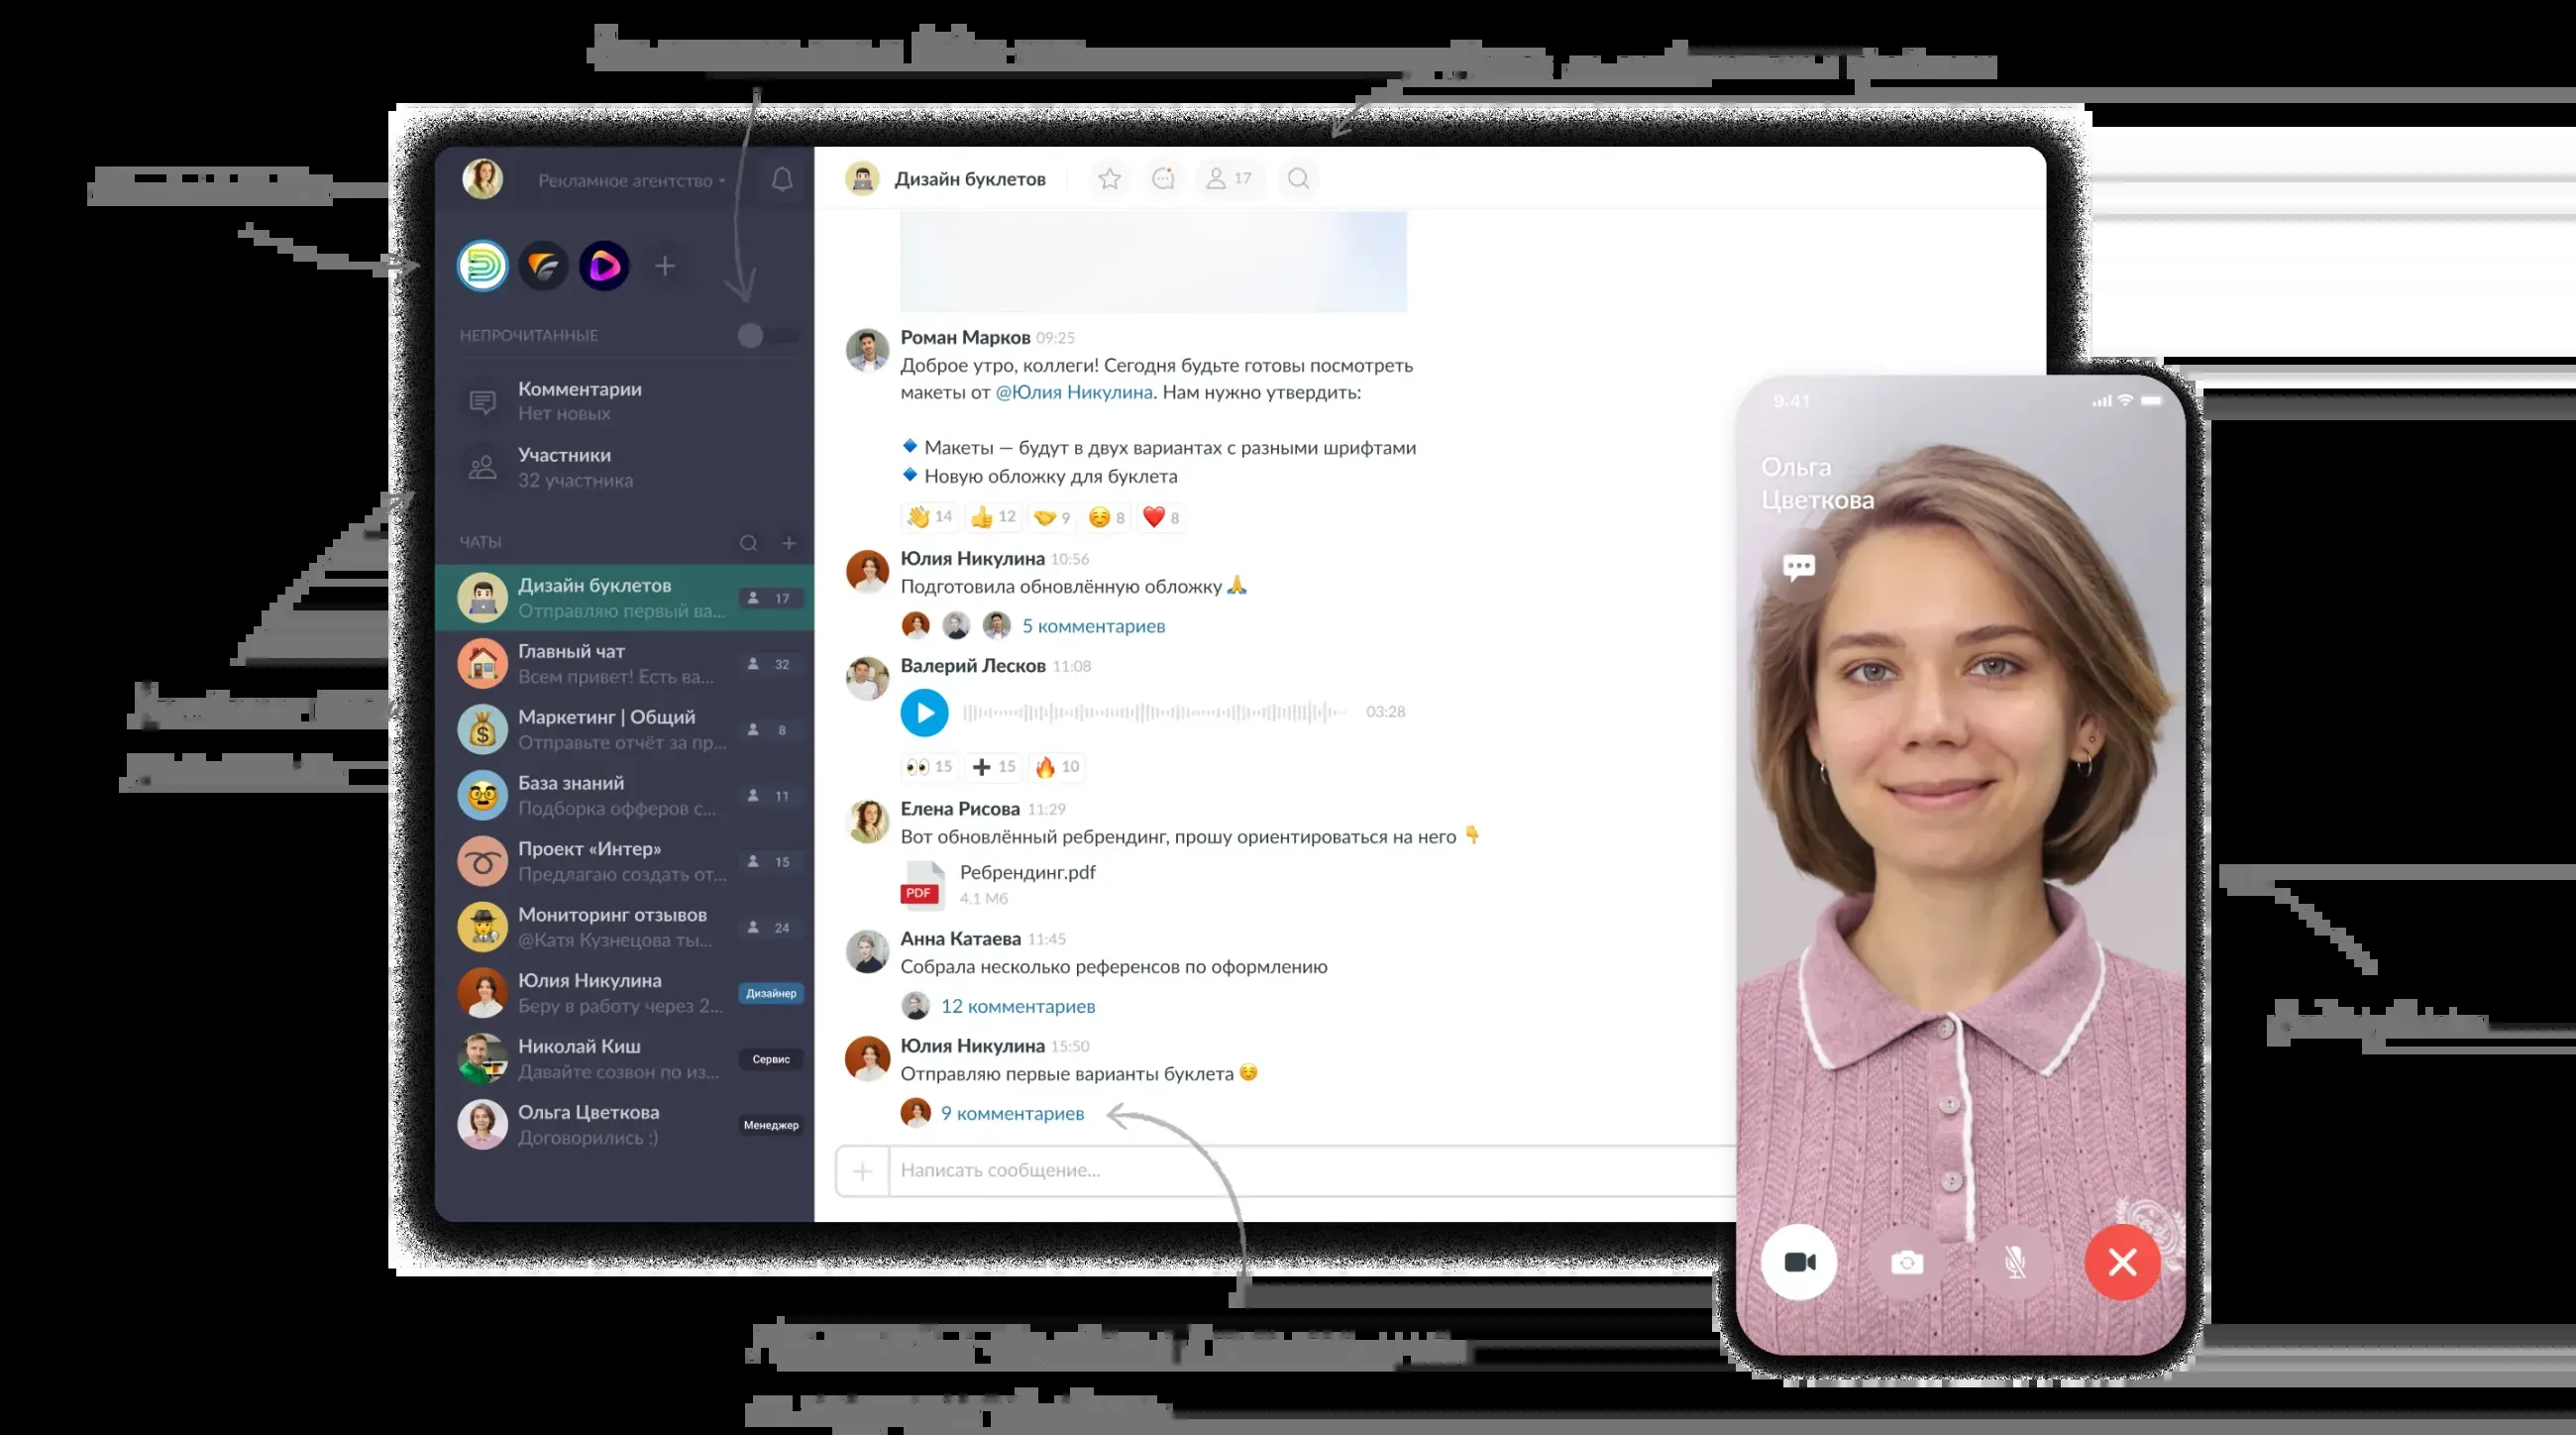 Рекламное агентство
НЕПРОЧИТАННЫЕ
Комментарии
Нет новых
Участники
32 участника
ЧАТЫ
Дизайн буклетов
Отправляю первый ва...
17
Главный чат
Всем привет! Есть ва...
32
Маркетинг | Общий
Отправьте отчёт за пр...
8
База знаний
Подборка офферов с...
11
Проект «Интер»
Предлагаю создать от...
15
Мониторинг отзывов
@Катя Кузнецова ты...
24
Юлия Никулина
Беру в работу через 2...
Дизайнер
Николай Киш
Давайте созвон по из...
Сервис
Ольга Цветкова
Договорились :)
Менеджер
Дизайн буклетов
17
Роман Марков 09:25
Доброе утро, коллеги! Сегодня будьте готовы посмотреть
макеты от @Юлия Никулина. Нам нужно утвердить:
🔹 Макеты — будут в двух вариантах с разными шрифтами
🔹 Новую обложку для буклета
👋 14 👍 12 🤝 9 ☺️ 8 ❤️ 8
Юлия Никулина 10:56
Подготовила обновлённую обложку 🙏
5 комментариев
Валерий Лесков 11:08
03:28
👀 15 ➕ 15 🔥 10
Елена Рисова 11:29
Вот обновлённый ребрендинг, прошу ориентироваться на него 👇
PDF
Ребрендинг.pdf
4.1 Мб
Анна Катаева 11:45
Собрала несколько референсов по оформлению
12 комментариев
Юлия Никулина 15:50
Отправляю первые варианты буклета ☺️
9 комментариев
Написать сообщение...
9:41
Ольга
Цветкова